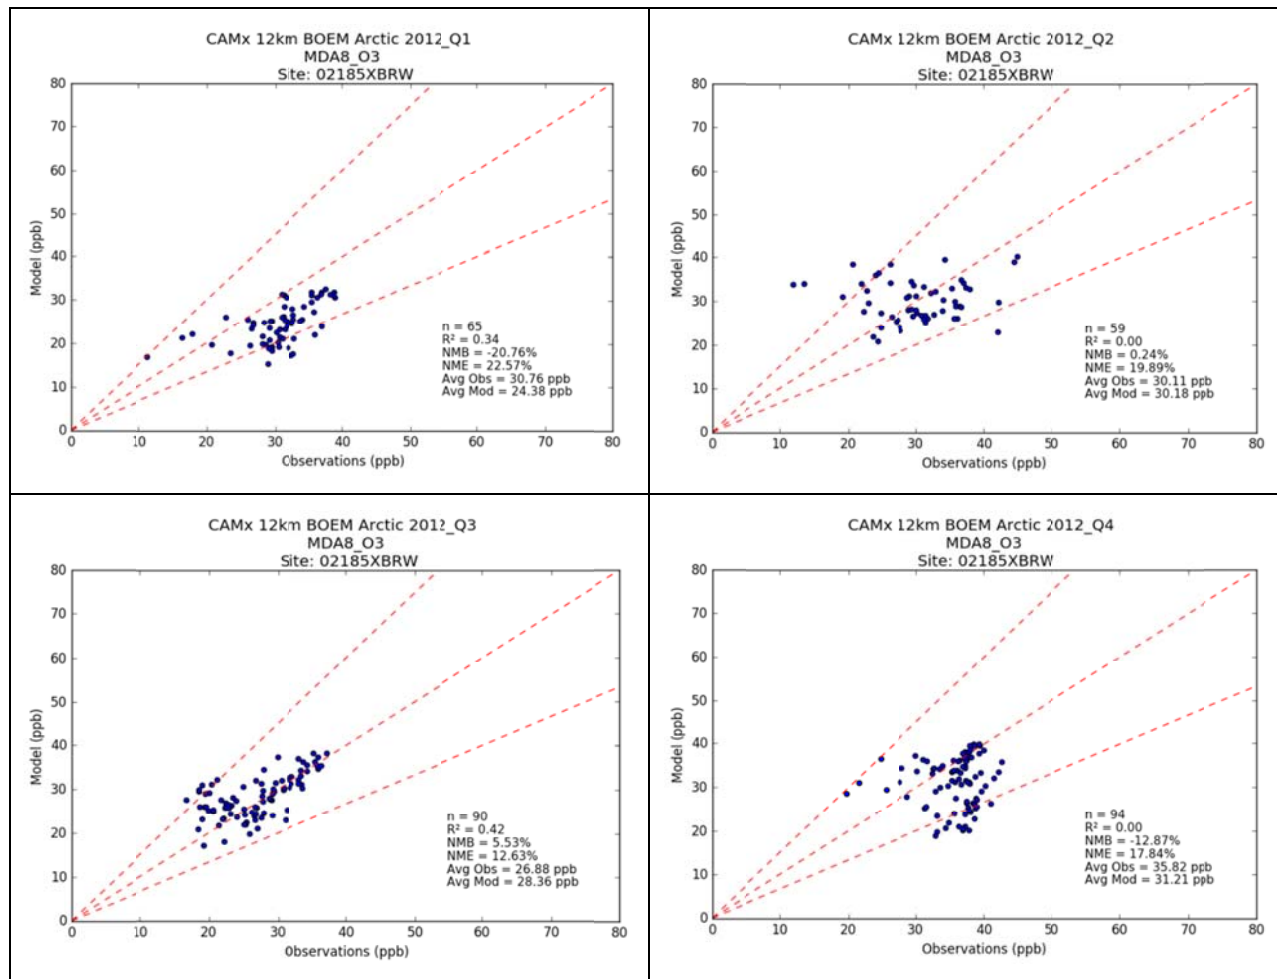 CAMx 12km BOEM Arctic 2012_Q1
MDA8_O3
Site: 02185XBRW
80
70
60
50
40
30
20
10
0
Model (ppb)
n = 65
R² = 0.34
NMB = -20.76%
NME = 22.57%
Avg Obs = 30.76 ppb
Avg Mod = 24.38 ppb
0 10 20 30 40 50 60 70 80
Observations (ppb)
CAMx 12km BOEM Arctic 2012_Q2
MDA8_O3
Site: 02185XBRW
80
70
60
50
40
30
20
10
0
Model (ppb)
n = 59
R² = 0.00
NMB = 0.24%
NME = 19.89%
Avg Obs = 30.11 ppb
Avg Mod = 30.18 ppb
0 10 20 30 40 50 60 70 80
Observations (ppb)
CAMx 12km BOEM Arctic 2012_Q3
MDA8_O3
Site: 02185XBRW
80
70
60
50
40
30
20
10
0
Model (ppb)
n = 90
R² = 0.42
NMB = 5.53%
NME = 12.63%
Avg Obs = 26.88 ppb
Avg Mod = 28.36 ppb
0 10 20 30 40 50 60 70 80
Observations (ppb)
CAMx 12km BOEM Arctic 2012_Q4
MDA8_O3
Site: 02185XBRW
80
70
60
50
40
30
20
10
0
Model (ppb)
n = 94
R² = 0.00
NMB = -12.87%
NME = 17.84%
Avg Obs = 35.82 ppb
Avg Mod = 31.21 ppb
0 10 20 30 40 50 60 70 80
Observations (ppb)